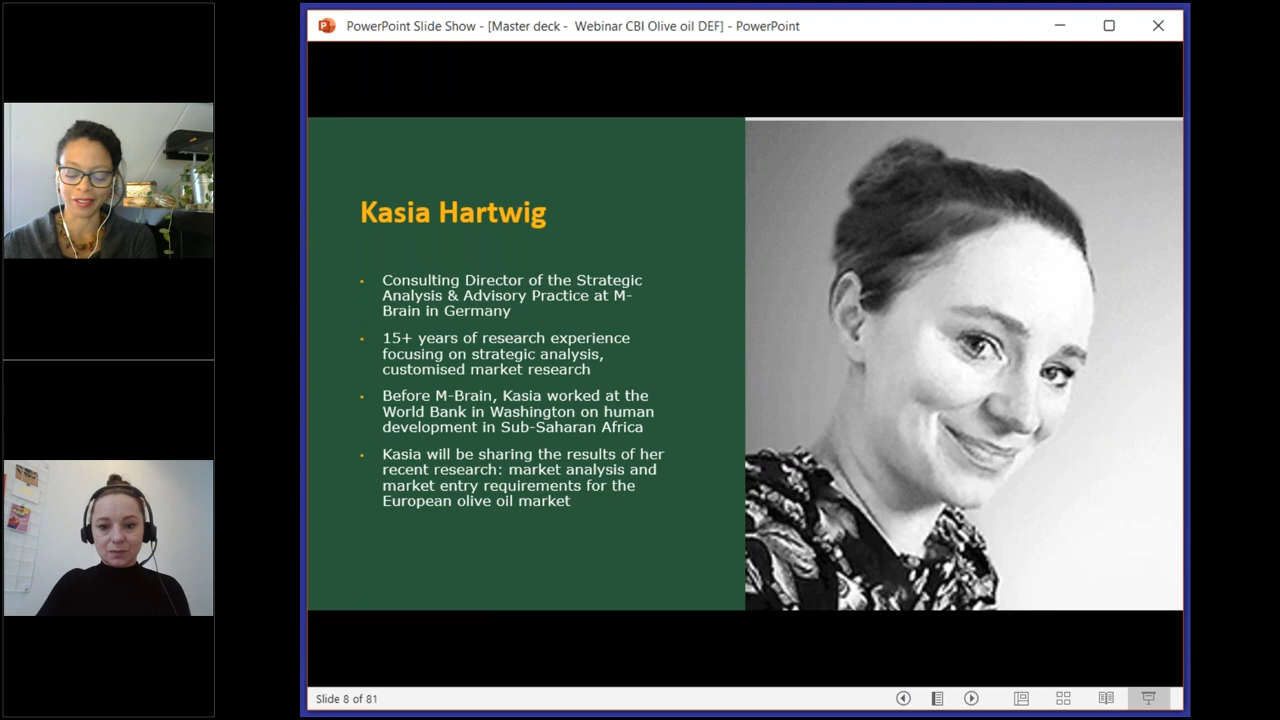 PowerPoint Slide Show - [Master deck - Webinar CBI Olive oil DEF] - PowerPoint
Kasia Hartwig
• Consulting Director of the Strategic
Analysis & Advisory Practice at M-
Brain in Germany
• 15+ years of research experience
focusing on strategic analysis,
customised market research
• Before M-Brain, Kasia worked at the
World Bank in Washington on human
development in Sub-Saharan Africa
• Kasia will be sharing the results of her
recent research: market analysis and
market entry requirements for the
European olive oil market
Slide 8 of 81